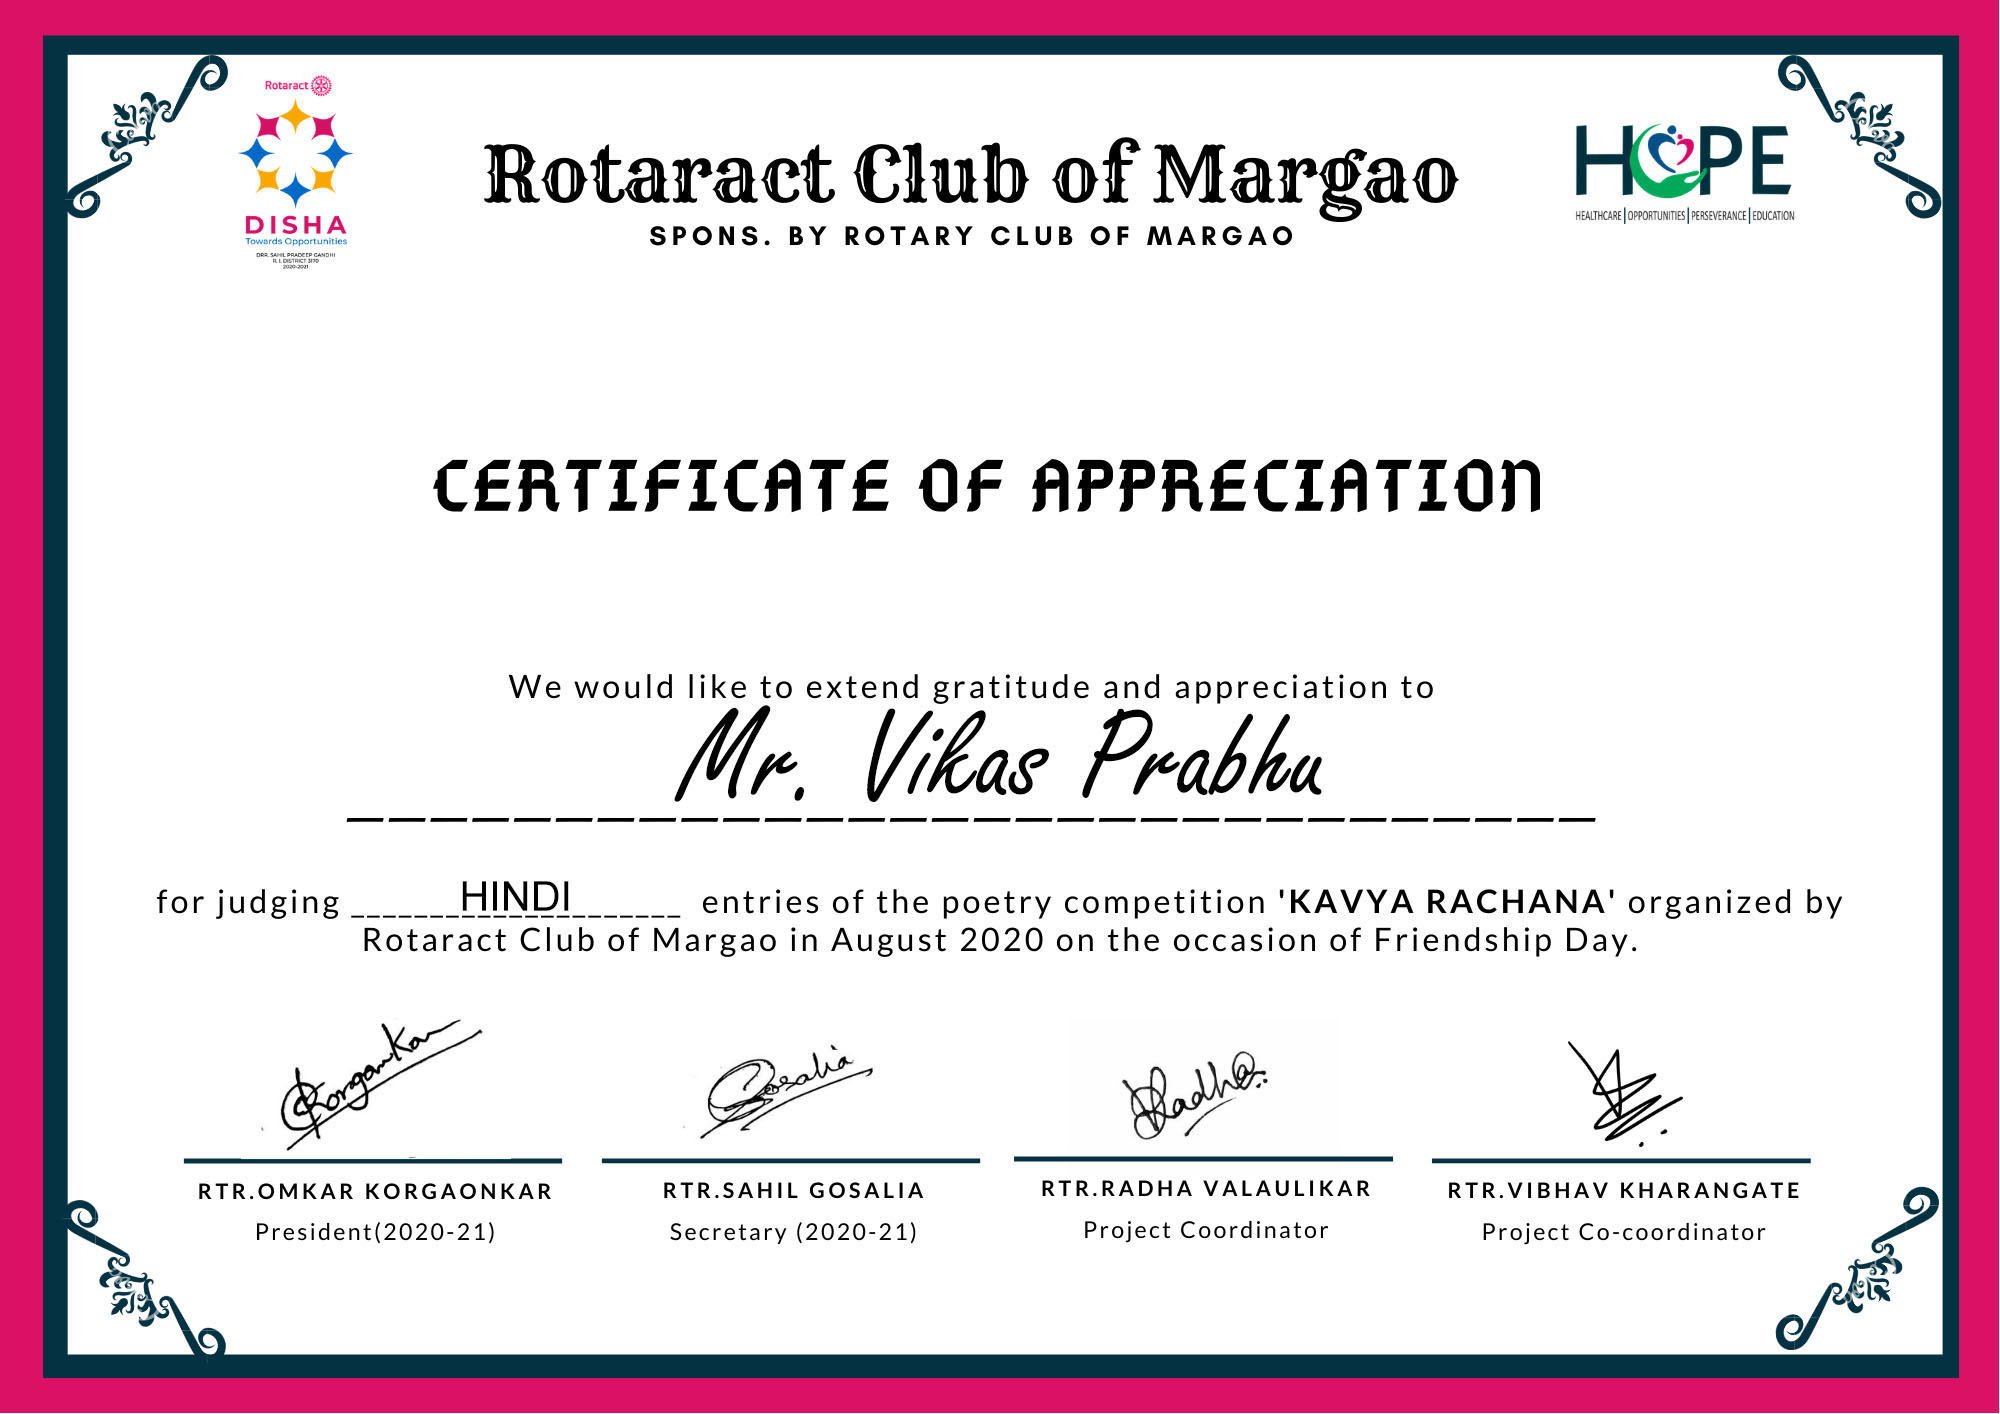 Rotaract
DISHA
Towards Opportunities
DRR. SAHIL PRADEEP GANDHI
R. I. DISTRICT 3170
2020-2021
Rotaract Club of Margao
SPONS. BY ROTARY CLUB OF MARGAO
HOPE
HEALTHCARE | OPPORTUNITIES | PERSEVERANCE | EDUCATION
CERTIFICATE OF APPRECIATION
We would like to extend gratitude and appreciation to
Mr. Vikas Prabhu
for judging HINDI entries of the poetry competition 'KAVYA RACHANA' organized by
Rotaract Club of Margao in August 2020 on the occasion of Friendship Day.
Korgaonkar Gosalia Radha
RTR.OMKAR KORGAONKAR RTR.SAHIL GOSALIA RTR.RADHA VALAULIKAR RTR.VIBHAV KHARANGATE
President(2020-21) Secretary (2020-21) Project Coordinator Project Co-coordinator